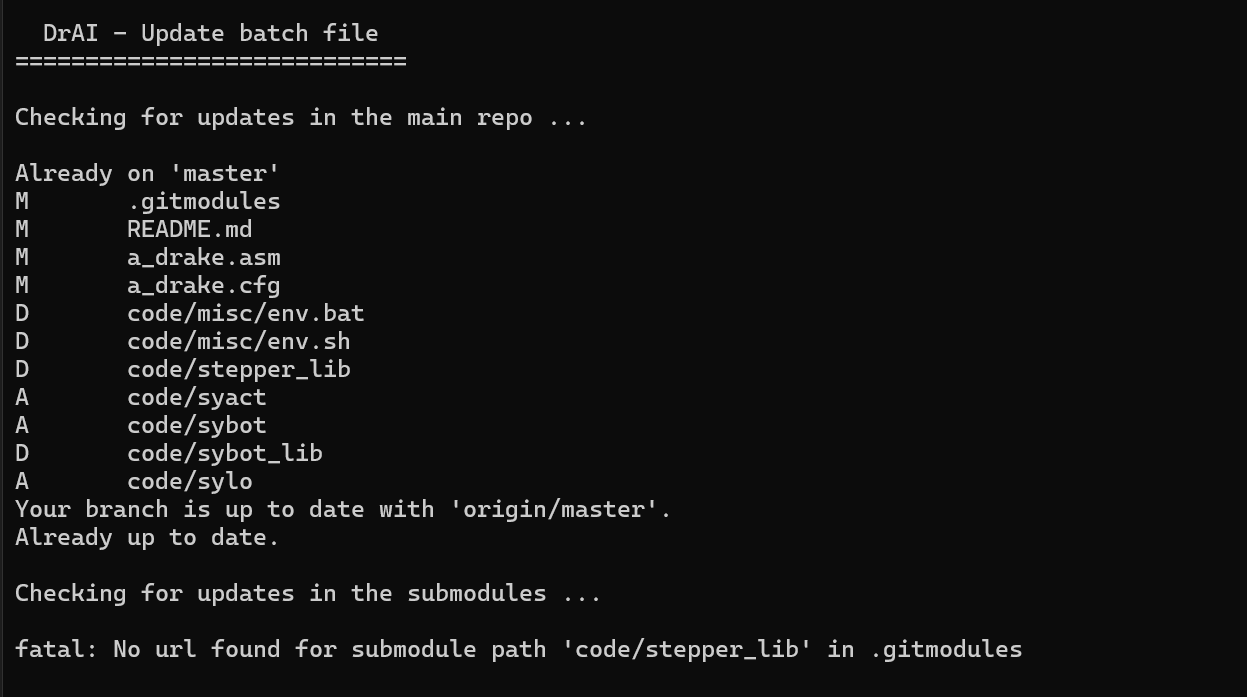 DrAI - Update batch file
============================
Checking for updates in the main repo ...
Already on 'master'
M       .gitmodules
M       README.md
M       a_drake.asm
M       a_drake.cfg
D       code/misc/env.bat
D       code/misc/env.sh
D       code/stepper_lib
A       code/syact
A       code/sybot
D       code/sybot_lib
A       code/sylo
Your branch is up to date with 'origin/master'.
Already up to date.
Checking for updates in the submodules ...
fatal: No url found for submodule path 'code/stepper_lib' in .gitmodules